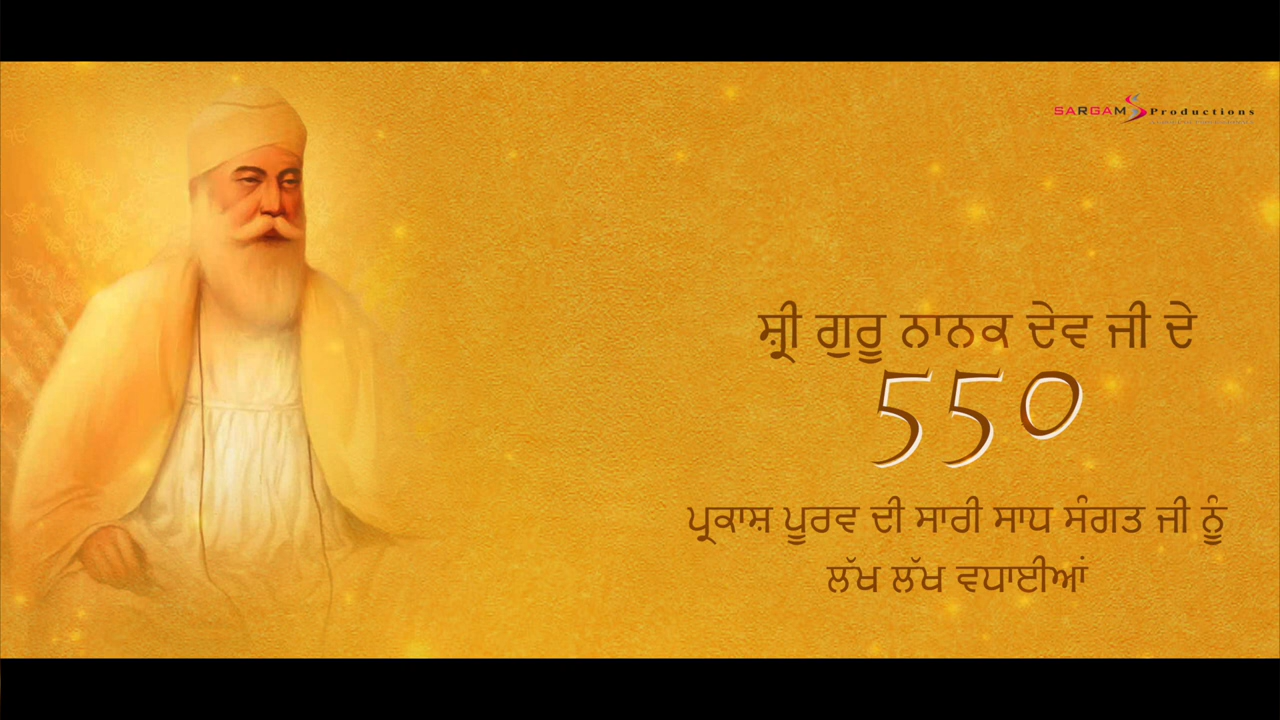 SARGAM Productions
ਸ਼੍ਰੀ ਗੁਰੂ ਨਾਨਕ ਦੇਵ ਜੀ ਦੇ
550
ਪ੍ਰਕਾਸ਼ ਪੂਰਵ ਦੀ ਸਾਰੀ ਸਾਧ ਸੰਗਤ ਜੀ ਨੂੰ
ਲੱਖ ਲੱਖ ਵਧਾਈਆਂ